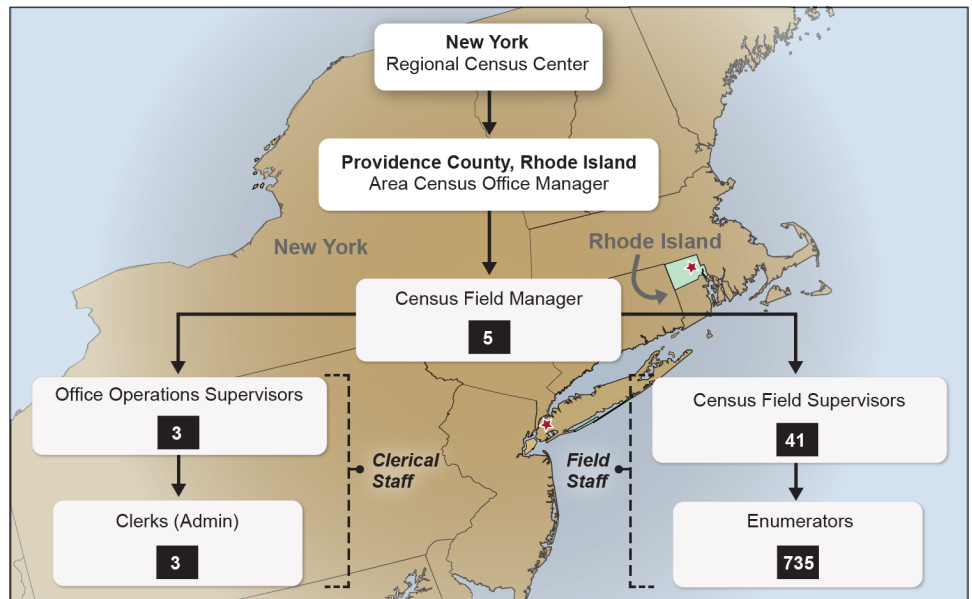 New York
Regional Census Center
Providence County, Rhode Island
Area Census Office Manager
New York
Rhode Island
Census Field Manager
5
Office Operations Supervisors
3
Census Field Supervisors
41
Clerical
Staff
Field
Staff
Clerks (Admin)
3
Enumerators
735